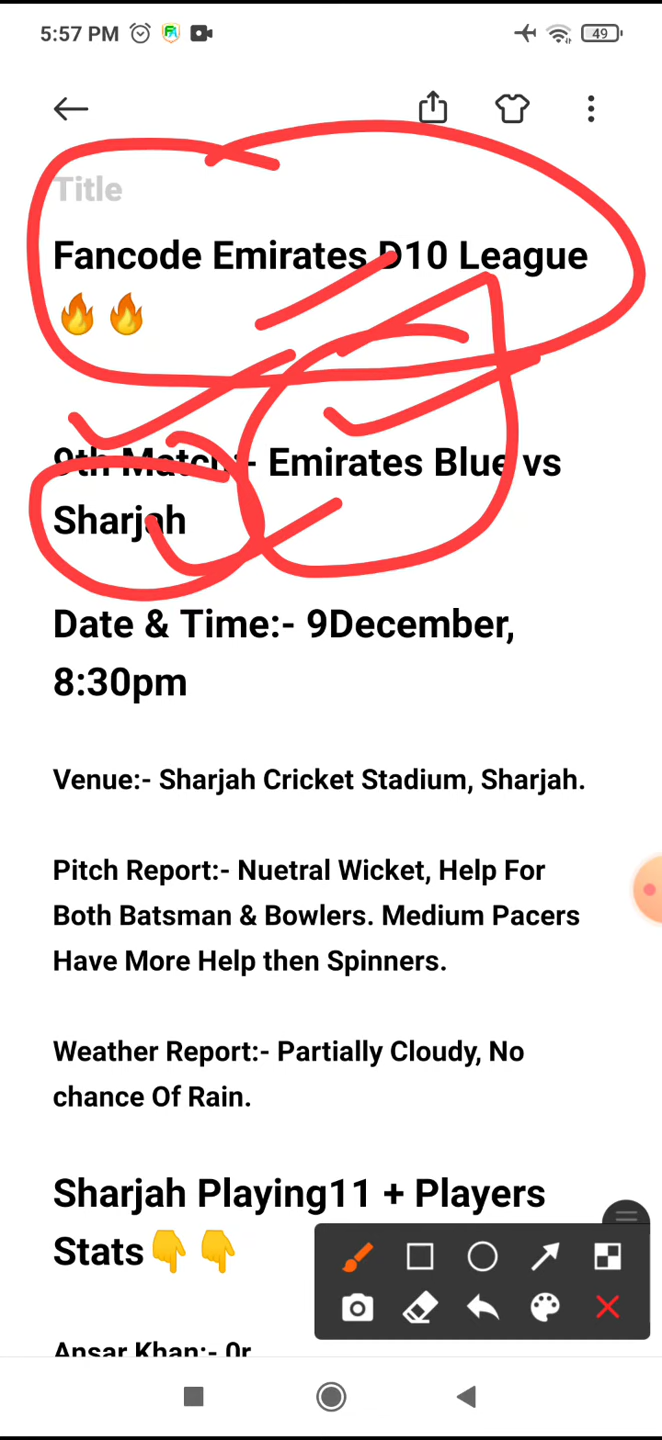 5:57 PM
49
Title
Fancode Emirates D10 League
🔥 🔥
9th Match:- Emirates Blue vs
Sharjah
Date & Time:- 9December,
8:30pm
Venue:- Sharjah Cricket Stadium, Sharjah.
Pitch Report:- Nuetral Wicket, Help For
Both Batsman & Bowlers. Medium Pacers
Have More Help then Spinners.
Weather Report:- Partially Cloudy, No
chance Of Rain.
Sharjah Playing11 + Players
Stats👇 👇
Ansar Khan:- 0r